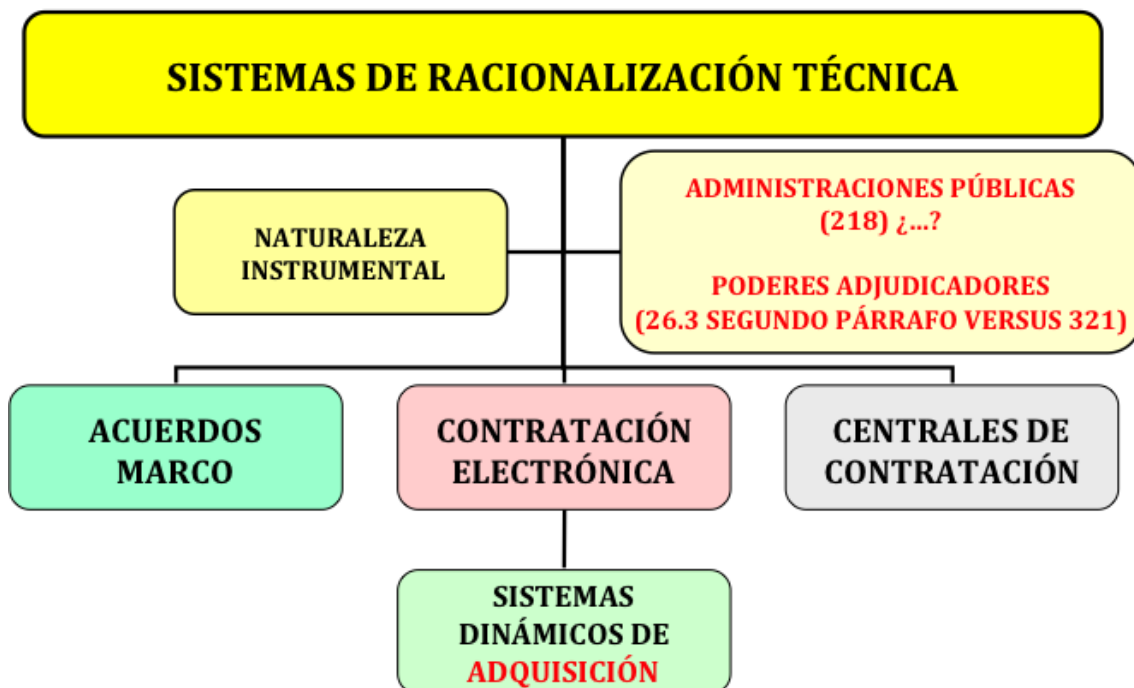 SISTEMAS DE RACIONALIZACIÓN TÉCNICA
NATURALEZA
INSTRUMENTAL
ADMINISTRACIONES PÚBLICAS
(218) ¿...?
PODERES ADJUDICADORES
(26.3 SEGUNDO PÁRRAFO VERSUS 321)
ACUERDOS
MARCO
CONTRATACIÓN
ELECTRÓNICA
CENTRALES DE
CONTRATACIÓN
SISTEMAS
DINÁMICOS DE
ADQUISICIÓN